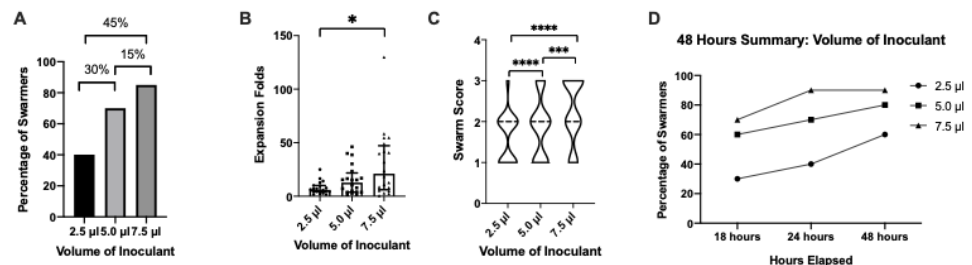 A
45%
15%
30%
Percentage of Swarmers
100
80
60
40
20
0
2.5 µl 5.0 µl 7.5 µl
Volume of Inoculant
B
*
Expansion Folds
150
100
50
0
2.5 µl
5.0 µl
7.5 µl
Volume of Inoculant
C
****
**** ***
Swarm Score
4
3
2
1
0
2.5 µl
5.0 µl
7.5 µl
Volume of Inoculant
D
48 Hours Summary: Volume of Inoculant
Percentage of Swarmers
100
80
60
40
20
0
18 hours 24 hours 48 hours
Hours Elapsed
2.5 µl
5.0 µl
7.5 µl